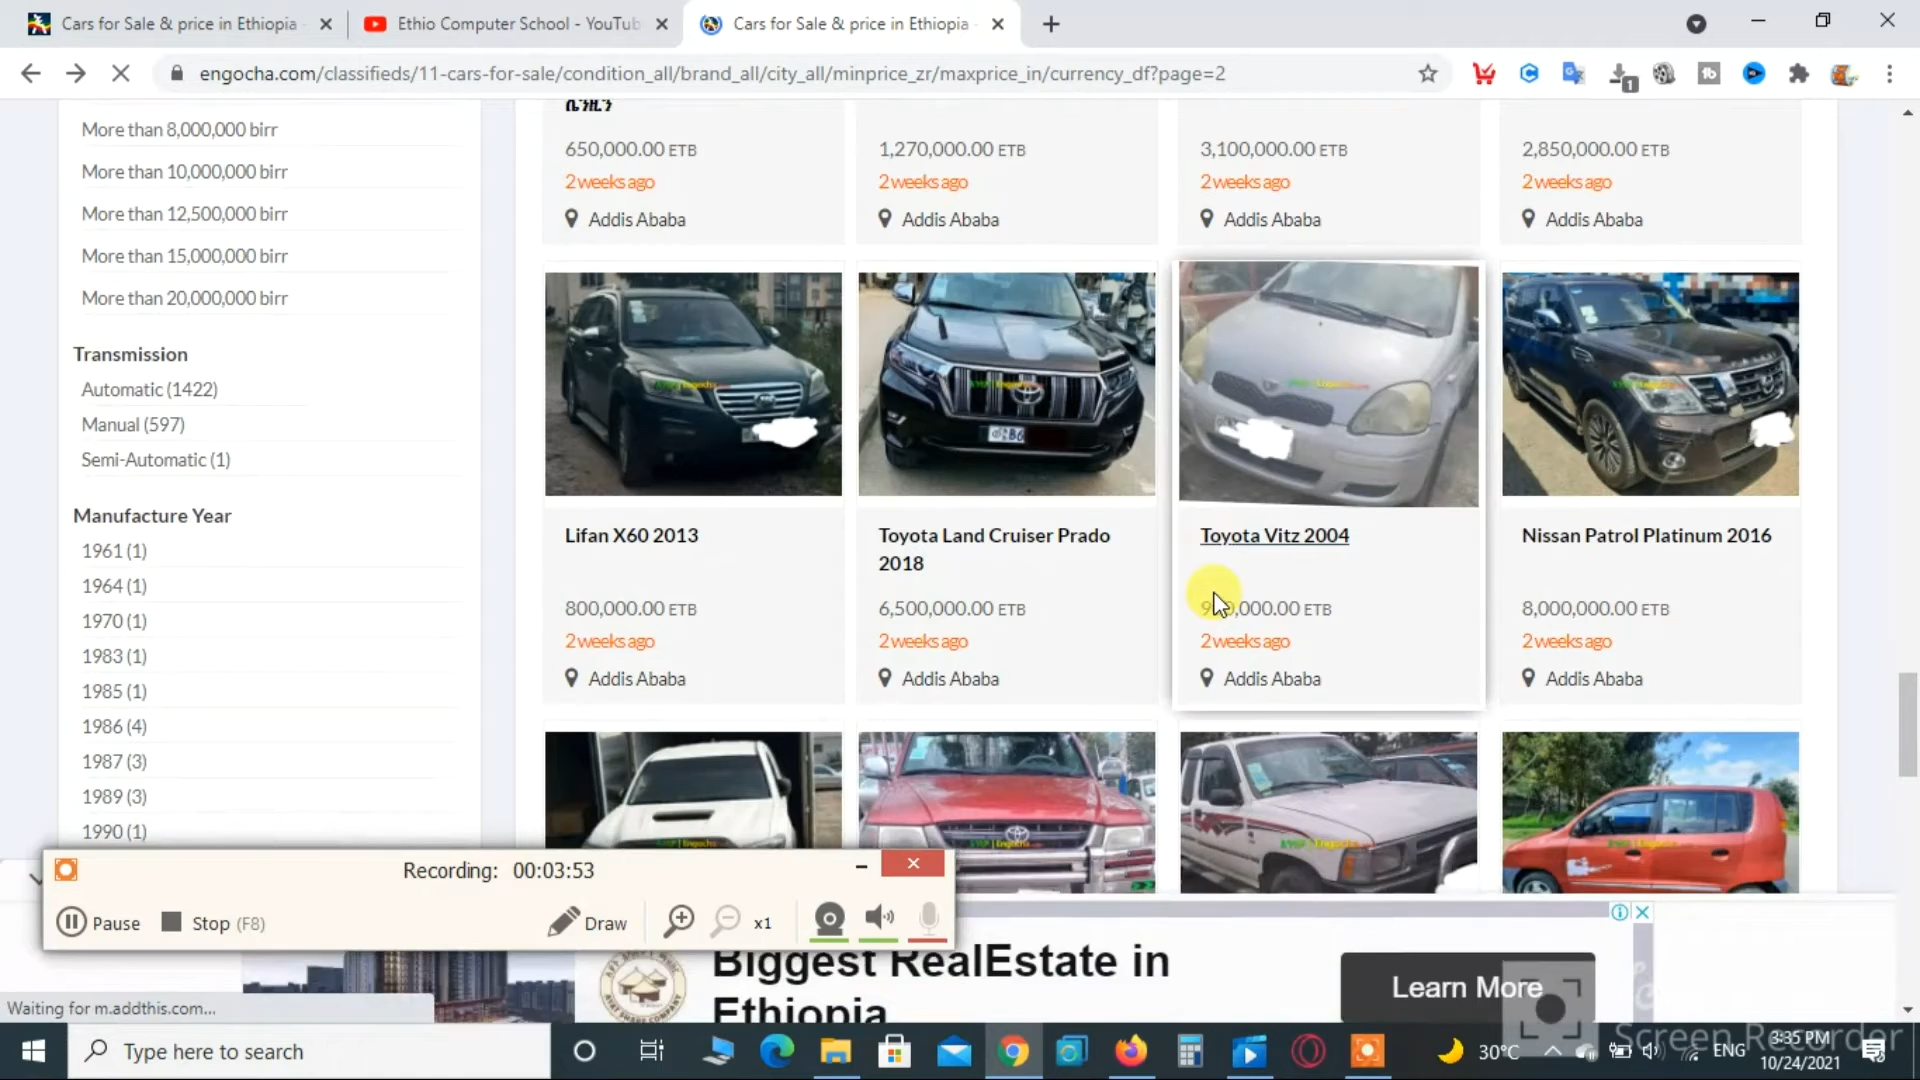 Cars for Sale & price in Ethiopia
Ethio Computer School - YouTub
Cars for Sale & price in Ethiopia
engocha.com/classifieds/11-cars-for-sale/condition_all/brand_all/city_all/minprice_zr/maxprice_in/currency_df?page=2
1
More than 8,000,000 birr
More than 10,000,000 birr
More than 12,500,000 birr
More than 15,000,000 birr
More than 20,000,000 birr
Transmission
Automatic (1422)
Manual (597)
Semi-Automatic (1)
Manufacture Year
1961 (1)
1964 (1)
1970 (1)
1983 (1)
1985 (1)
1986 (4)
1987 (3)
1989 (3)
1990 (1)
650,000.00 ETB
2 weeks ago
Addis Ababa
1,270,000.00 ETB
2 weeks ago
Addis Ababa
3,100,000.00 ETB
2 weeks ago
Addis Ababa
2,850,000.00 ETB
2 weeks ago
Addis Ababa
Lifan X60 2013
800,000.00 ETB
2 weeks ago
Addis Ababa
Toyota Land Cruiser Prado
2018
6,500,000.00 ETB
2 weeks ago
Addis Ababa
Toyota Vitz 2004
,000.00 ETB
2 weeks ago
Addis Ababa
Nissan Patrol Platinum 2016
8,000,000.00 ETB
2 weeks ago
Addis Ababa
Recording: 00:03:53
Pause
Stop (F8)
Draw
x1
Biggest RealEstate in
Ethiopia
Learn More
Waiting for m.addthis.com...
Screen Recorder
Type here to search
30°C
ENG
3:35 PM
10/24/2021